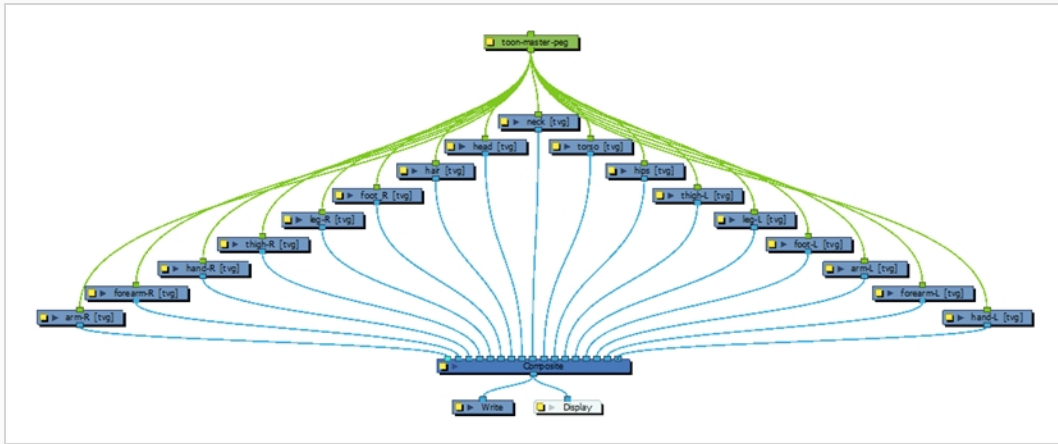 toon-master-peg
neck [tvg]
head [tvg]
torso [tvg]
hair [tvg]
hips [tvg]
foot_R [tvg]
thigh-L [tvg]
leg-R [tvg]
leg-L [tvg]
thigh-R [tvg]
foot-L [tvg]
hand-R [tvg]
arm-L [tvg]
forearm-R [tvg]
forearm-L [tvg]
arm-R [tvg]
hand-L [tvg]
Composite
Write
Display